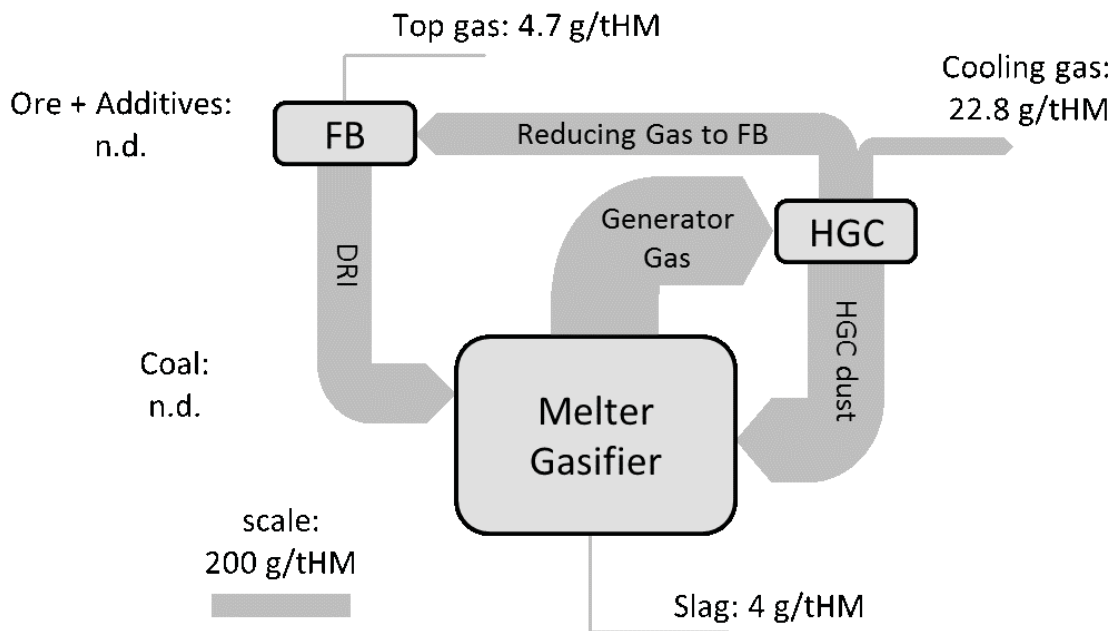 Top gas: 4.7 g/tHM
Cooling gas:
22.8 g/tHM
Ore + Additives:
n.d.
FB
Reducing Gas to FB
Generator
Gas
HGC
DRI
HGC dust
Coal:
n.d.
Melter
Gasifier
scale:
200 g/tHM
Slag: 4 g/tHM